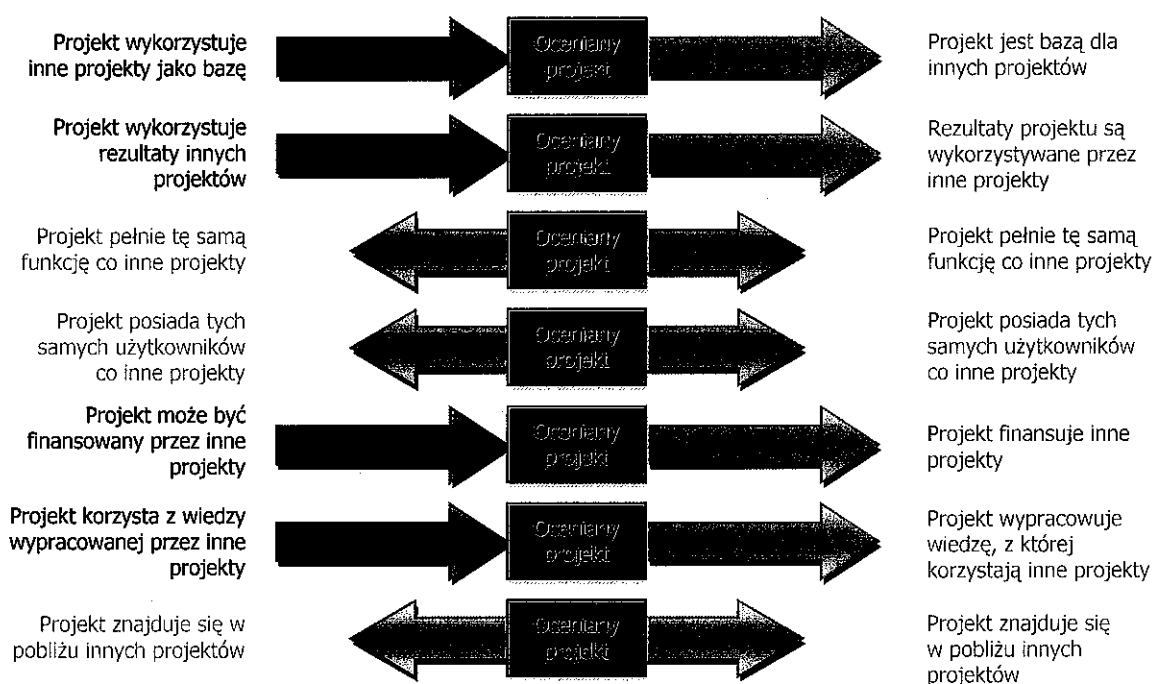 Projekt wykorzystuje
inne projekty jako bazę
Oceniany
projekt
Projekt jest bazą dla
innych projektów
Projekt wykorzystuje
rezultaty innych
projektów
Oceniany
projekt
Rezultaty projektu są
wykorzystywane przez
inne projekty
Projekt pełnie tę samą
funkcję co inne projekty
Oceniany
projekt
Projekt pełnie tę samą
funkcję co inne projekty
Projekt posiada tych
samych użytkowników
co inne projekty
Oceniany
projekt
Projekt posiada tych
samych użytkowników
co inne projekty
Projekt może być
finansowany przez inne
projekty
Oceniany
projekt
Projekt finansuje inne
projekty
Projekt korzysta z wiedzy
wypracowanej przez inne
projekty
Oceniany
projekt
Projekt wypracowuje
wiedzę, z której
korzystają inne projekty
Projekt znajduje się w
pobliżu innych projektów
Oceniany
projekt
Projekt znajduje się
w pobliżu innych
projektów